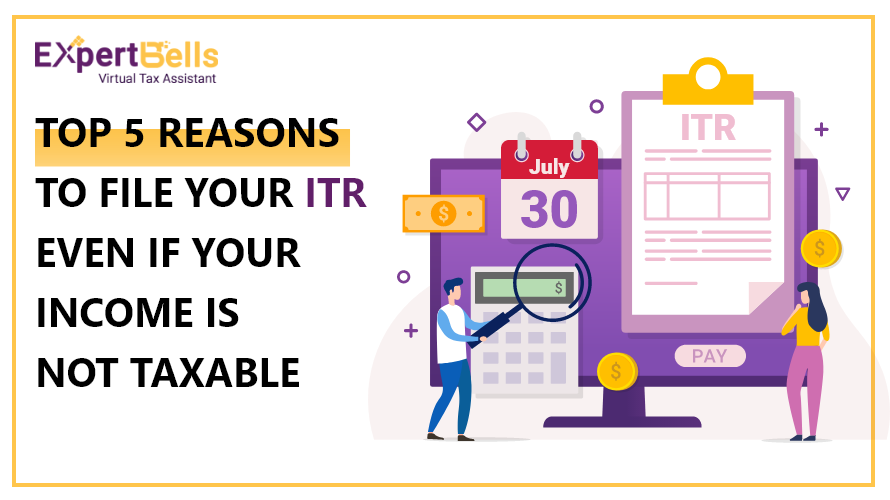 EXpertBells
Virtual Tax Assistant
TOP 5 REASONS
TO FILE YOUR ITR
EVEN IF YOUR
INCOME IS
NOT TAXABLE
ITR
July
30
$
$
$
$
$
PAY